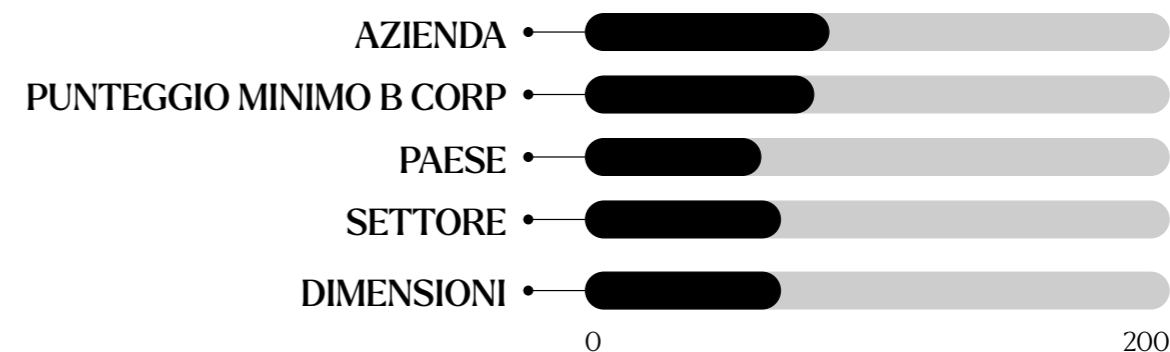 AZIENDA
PUNTEGGIO MINIMO B CORP
PAESE
SETTORE
DIMENSIONI
0 200